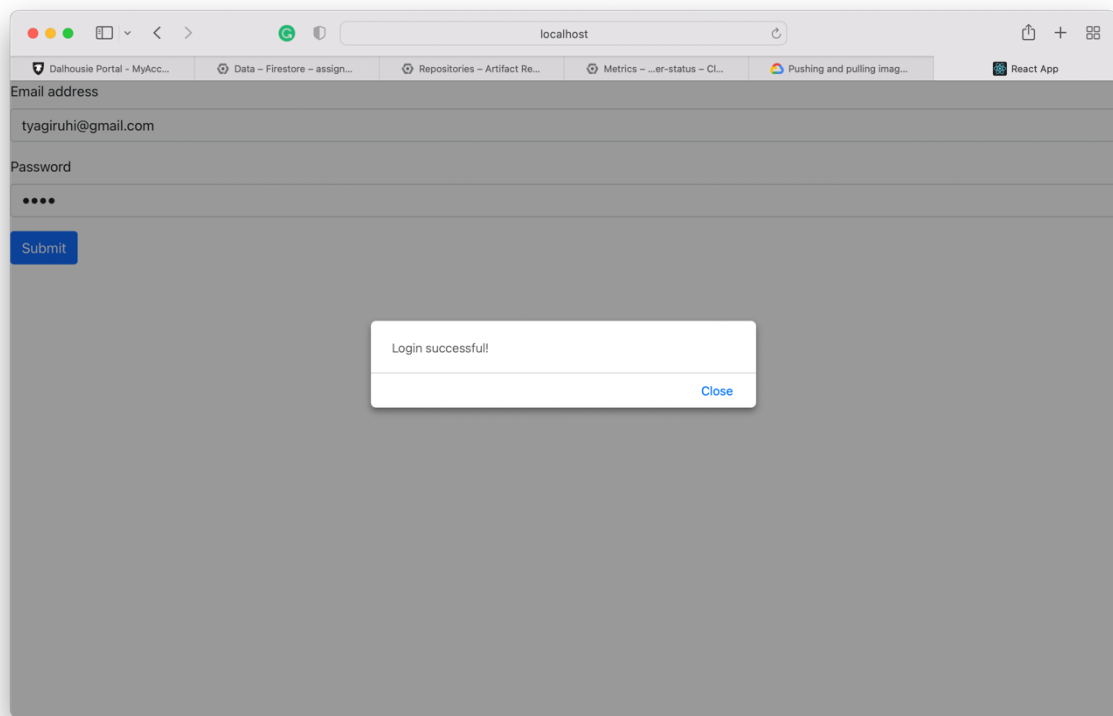 localhost
Dalhousie Portal - MyAcc...
Data – Firestore – assign...
Repositories – Artifact Re...
Metrics – ...er-status – Cl...
Pushing and pulling imag...
React App
Email address
tyagiruhi@gmail.com
Password
••••
Submit
Login successful!
Close